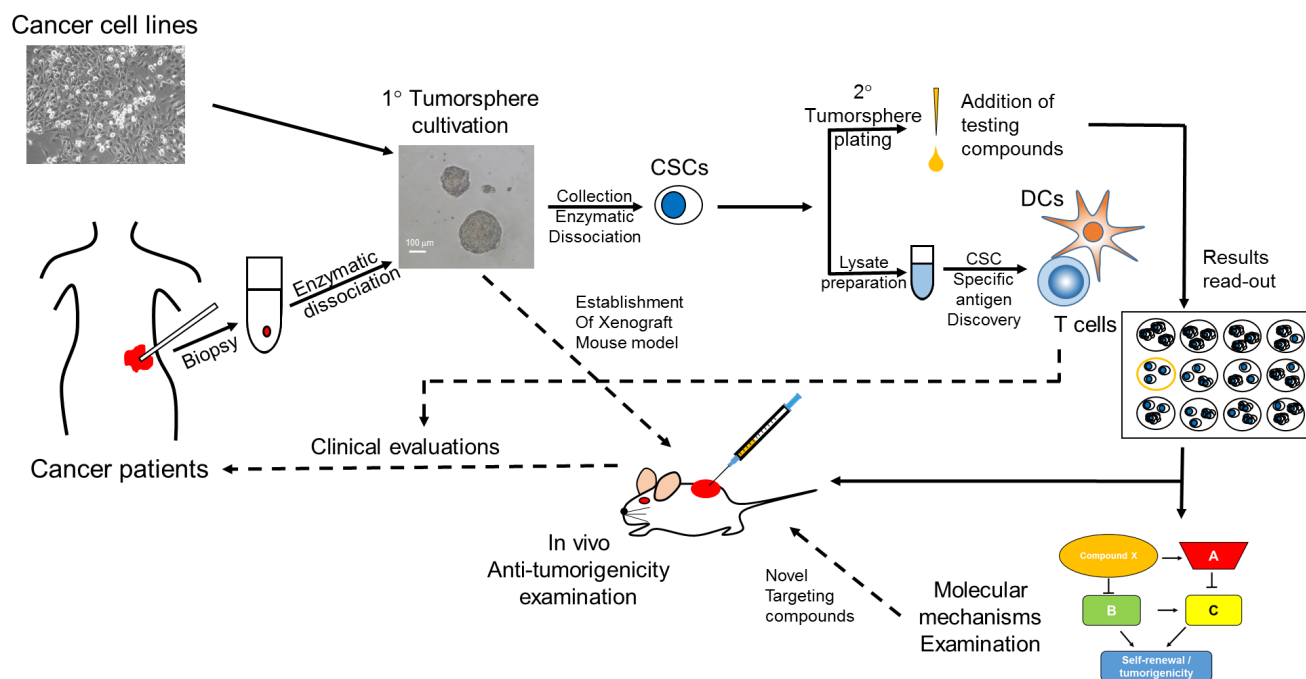 Cancer cell lines
1° Tumorsphere
cultivation
100 μm
Collection
Enzymatic
Dissociation
CSCs
2°
Tumorsphere
plating
Addition of
testing
compounds
DCs
Lysate
preparation
CSC
Specific
antigen
Discovery
T cells
Results
read-out
Biopsy
Enzymatic
dissociation
Establishment
Of Xenograft
Mouse model
Clinical evaluations
Cancer patients
In vivo
Anti-tumorigenicity
examination
Novel
Targeting
compounds
Molecular
mechanisms
Examination
Compound X
A
B
C
Self-renewal /
tumorigenicity